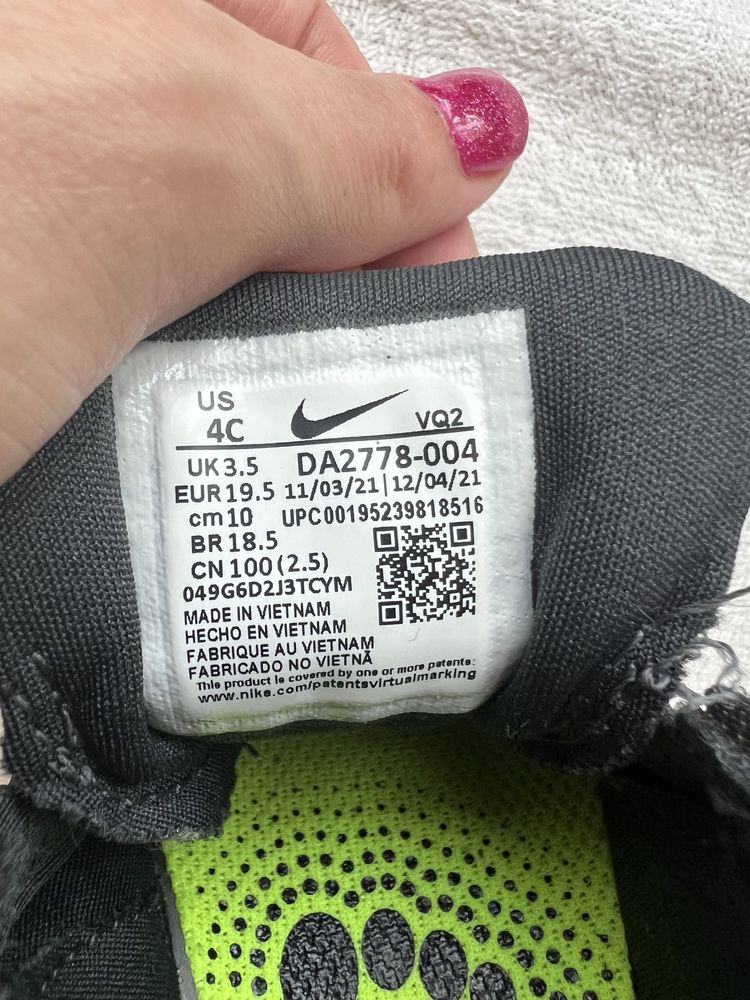 US
4C
VQ2
UK 3.5 DA2778-004
EUR 19.5 11/03/21|12/04/21
cm 10 UPC00195239818516
BR 18.5
CN 100 (2.5)
049G6D2J3TCYM
MADE IN VIETNAM
HECHO EN VIETNAM
FABRIQUE AU VIETNAM
FABRICADO NO VIETNÃ
This product is covered by one or more patents:
www.nike.com/patentsvirtualmarking